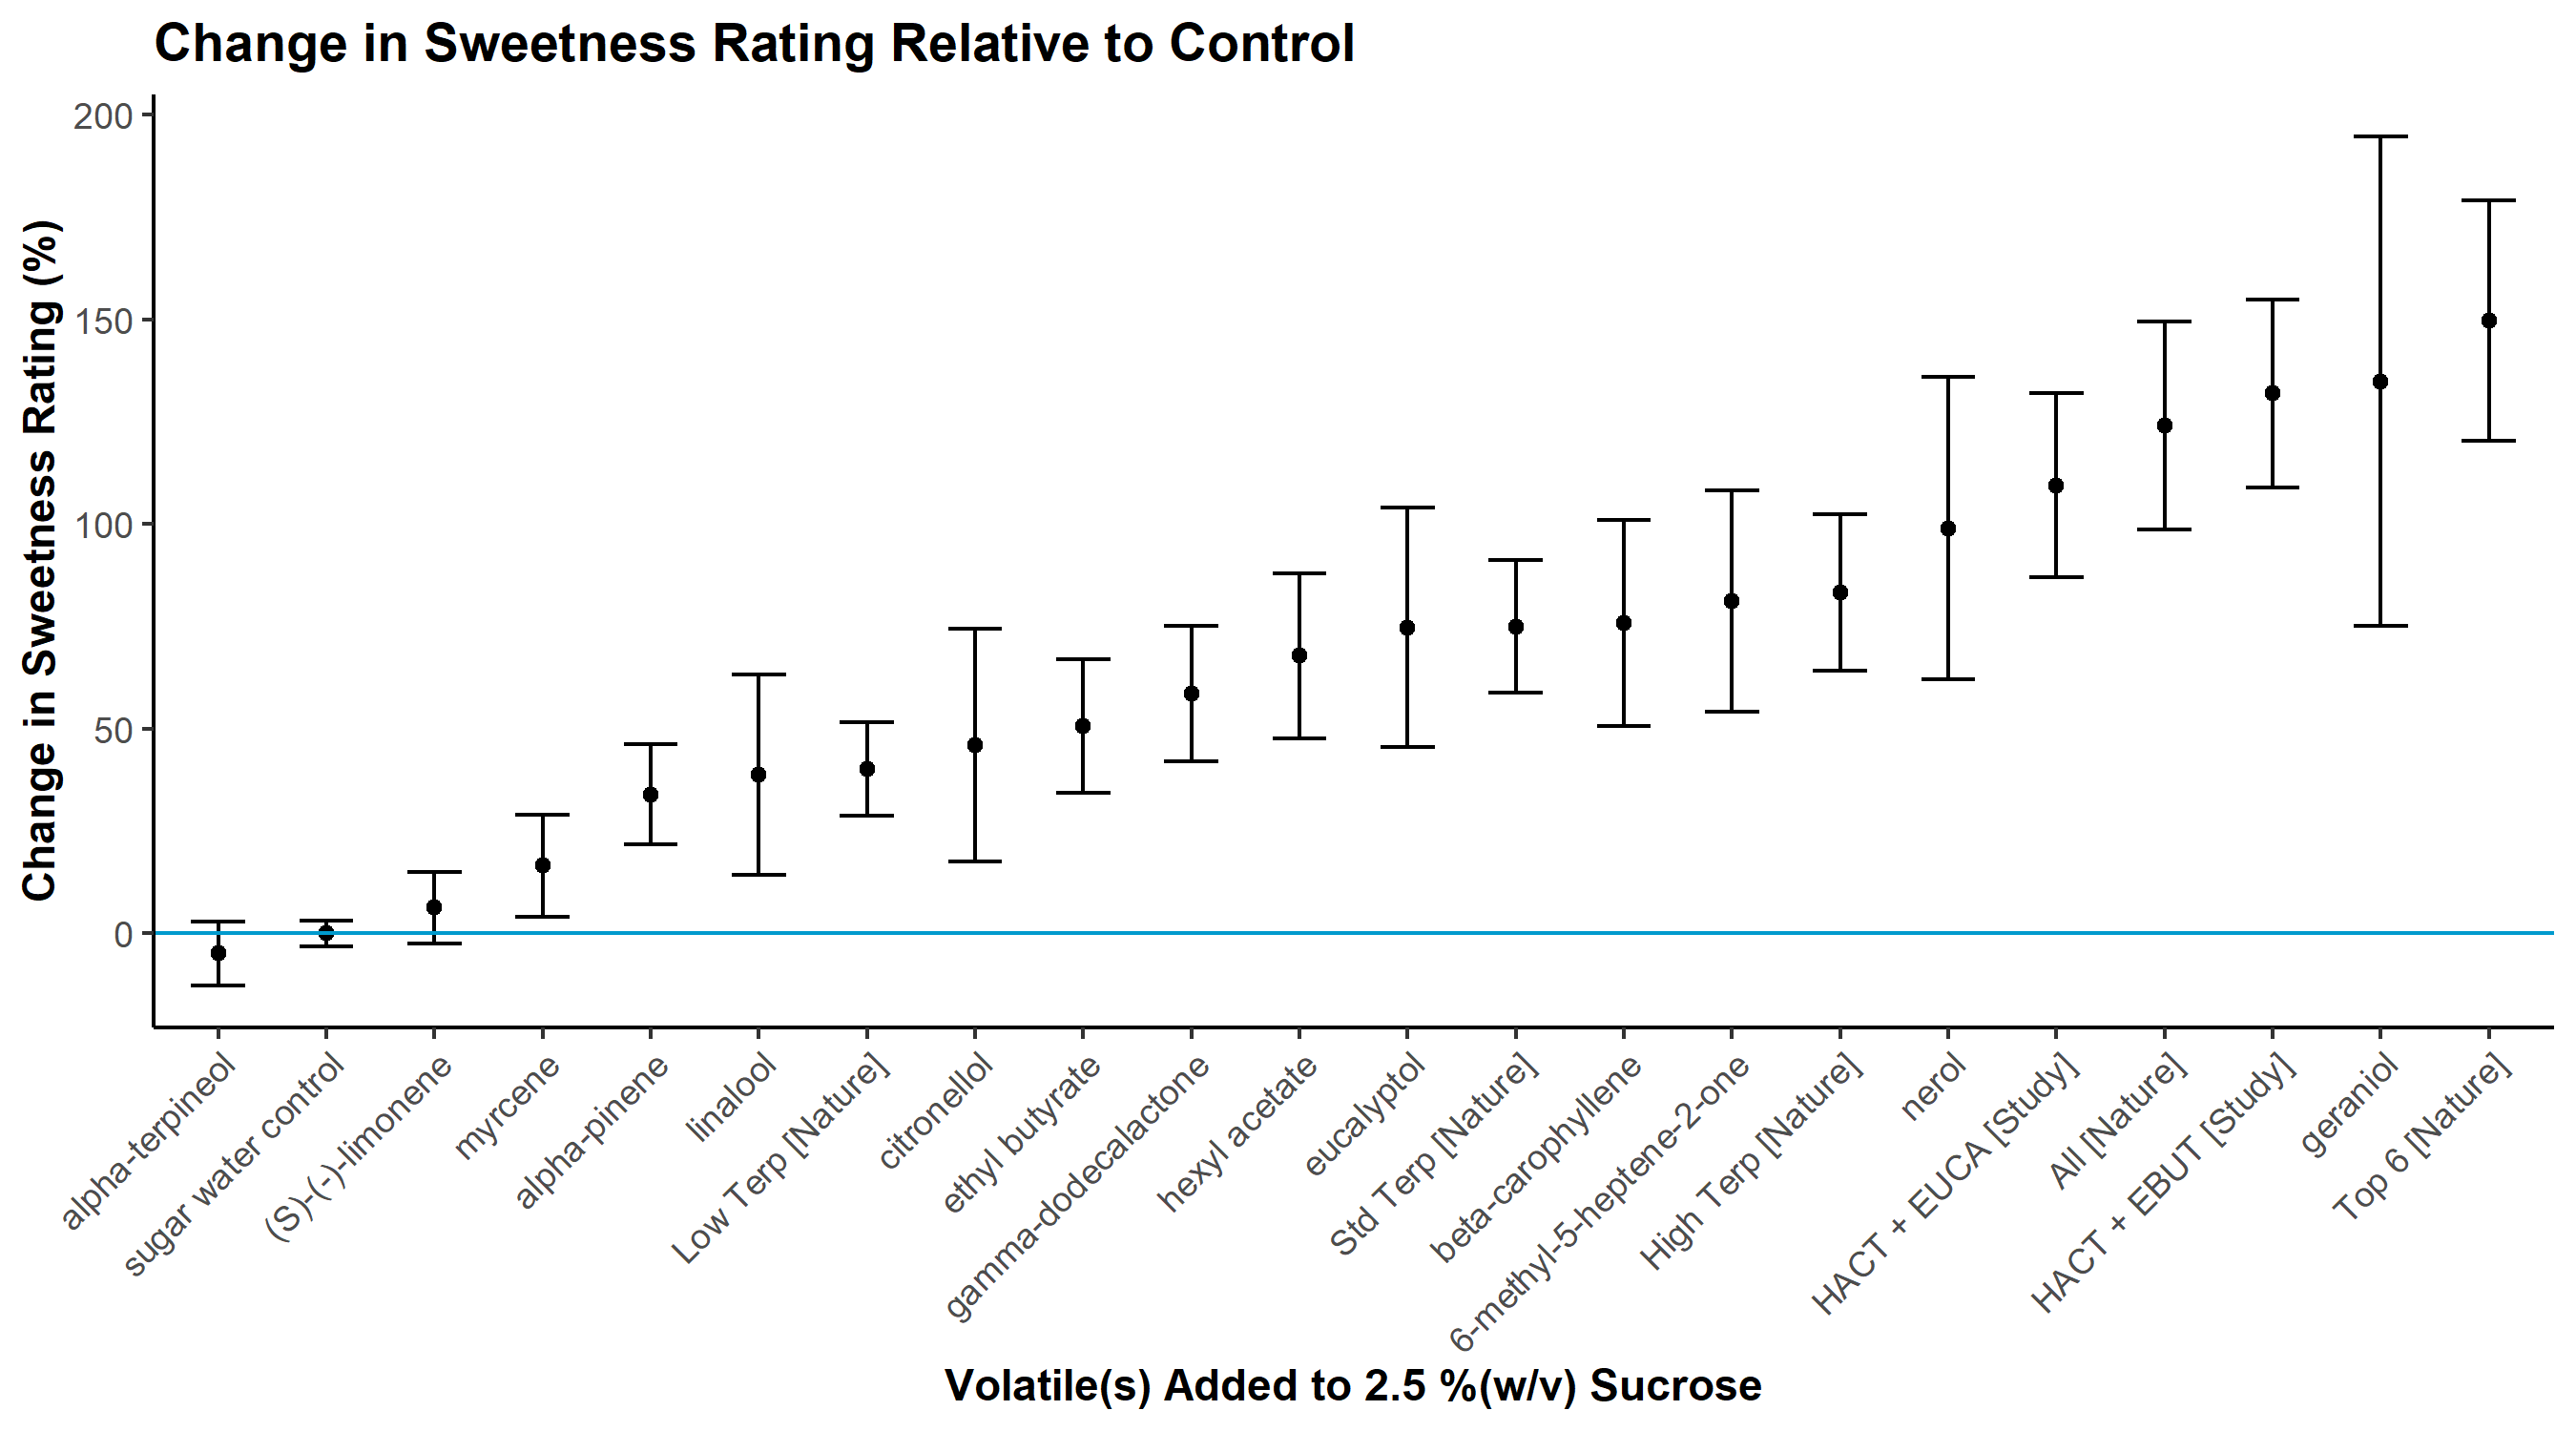 Change in Sweetness Rating Relative to Control
Change in Sweetness Rating (%)
200
150
100
50
0
alpha-terpineol
sugar water control
(S)-(-)-limonene
myrcene
alpha-pinene
linalool
Low Terp [Nature]
citronellol
ethyl butyrate
gamma-dodecalactone
hexyl acetate
eucalyptol
Std Terp [Nature]
beta-carophyllene
6-methyl-5-heptene-2-one
High Terp [Nature]
nerol
HACT + EUCA [Study]
All [Nature]
HACT + EBUT [Study]
geraniol
Top 6 [Nature]
Volatile(s) Added to 2.5 %(w/v) Sucrose